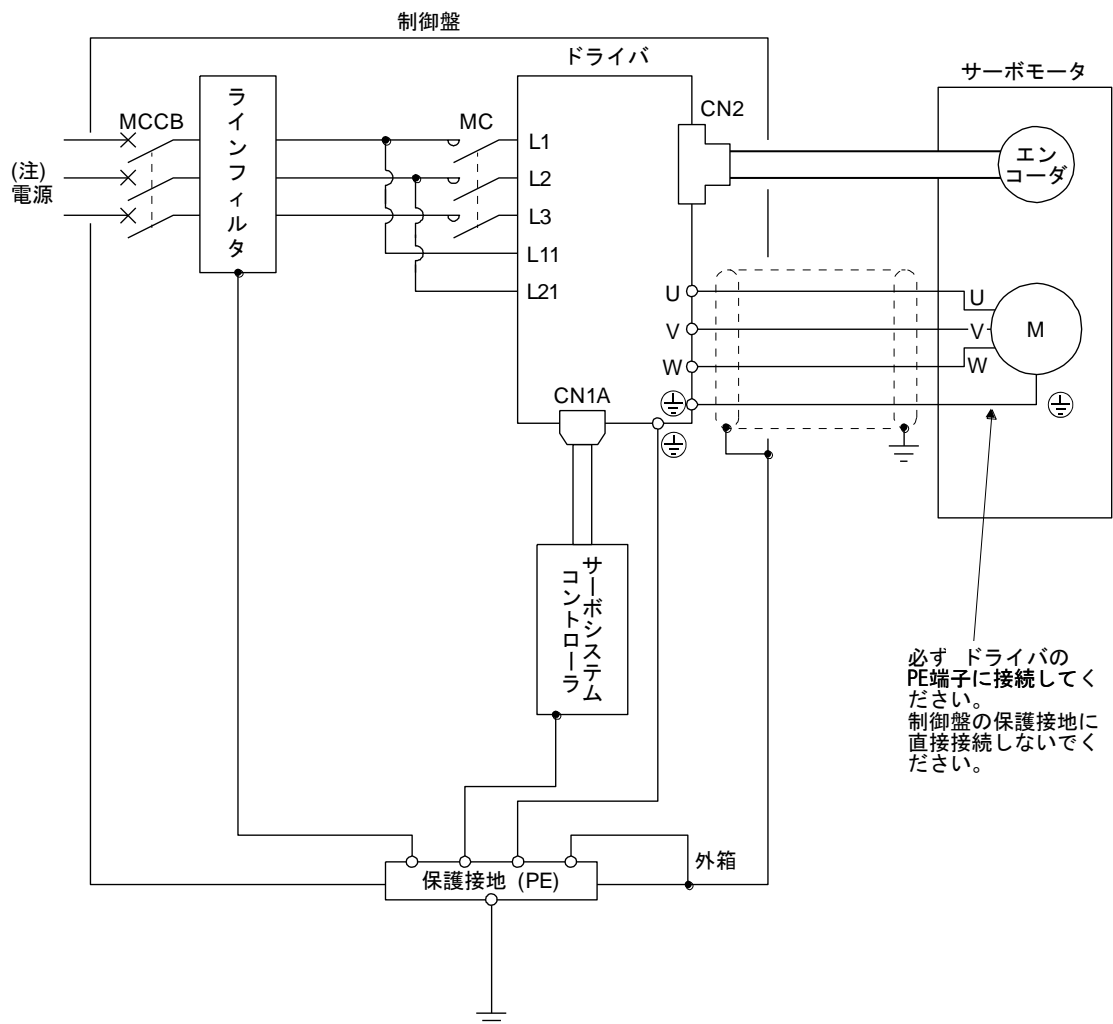 制御盤
ドライバ
サーボモータ
ラインフィルタ
MCCB
MC
CN2
(注)
電源
L1
L2
L3
L11
L21
エン
コーダ
U
V
W
U
V
W
M
CN1A
サーボシステム
コントローラ
必ず ドライバの
PE端子に接続してく
ださい。
制御盤の保護接地に
直接接続しないでく
ださい。
外箱
保護接地 (PE)